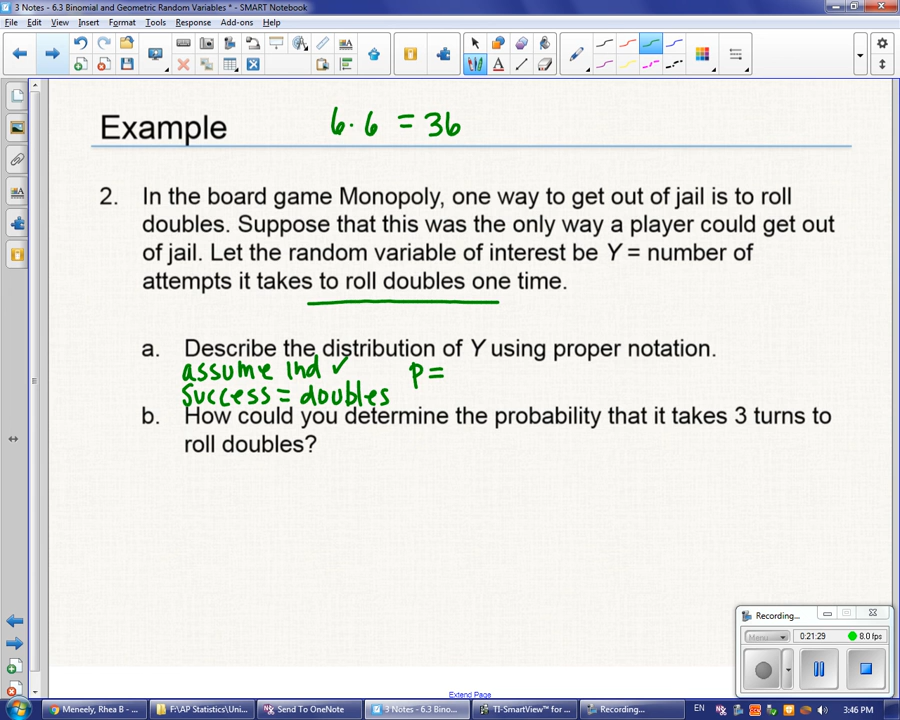 3 Notes - 6.3 Binomial and Geometric Random Variables * - SMART Notebook
File Edit View Insert Format Tools Response Add-ons Help
Example 6·6 = 36
2. In the board game Monopoly, one way to get out of jail is to roll
doubles. Suppose that this was the only way a player could get out
of jail. Let the random variable of interest be Y = number of
attempts it takes to roll doubles one time.
a. Describe the distribution of Y using proper notation.
assume ind ✓ p=
success = doubles
b. How could you determine the probability that it takes 3 turns to
roll doubles?
Extend Page
Recording...
Menu
0:21:29 8.0 fps
Meneely, Rhea B - ... F:\AP Statistics\Uni... Send To OneNote 3 Notes - 6.3 Bino... TI-SmartView™ for ... Recording... EN 3:46 PM